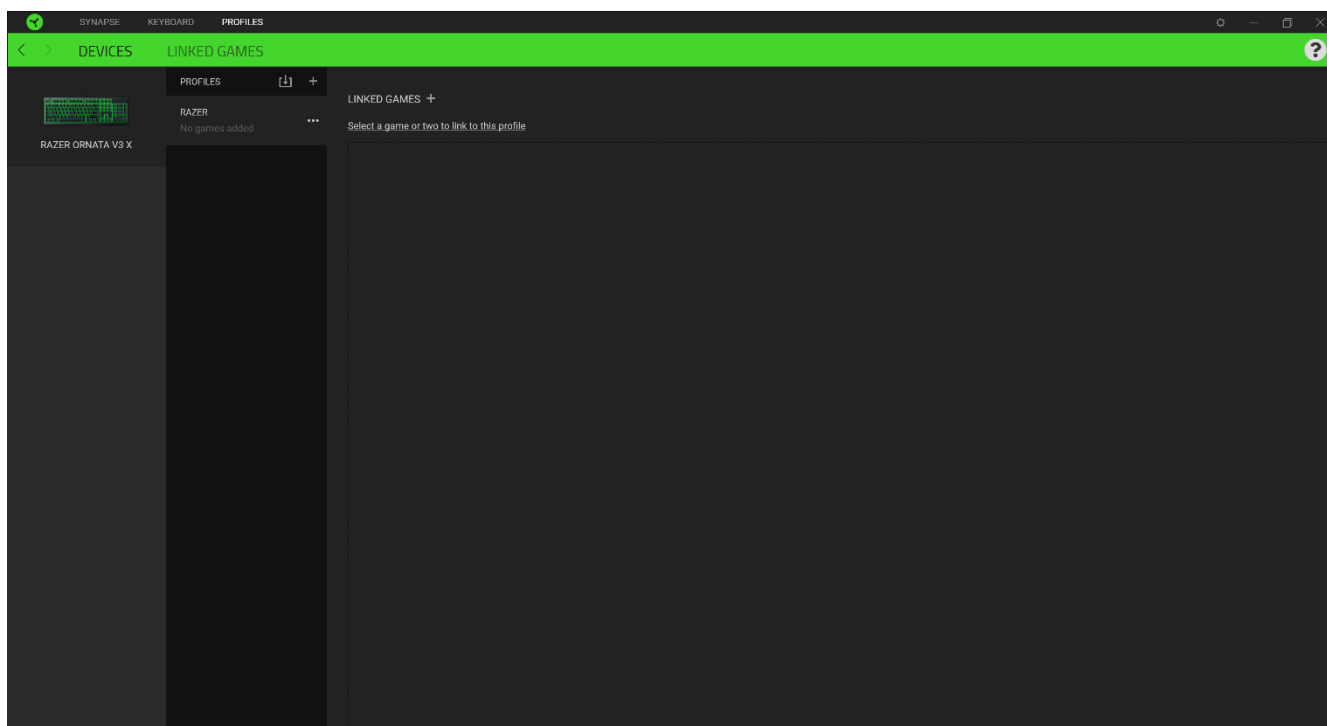 SYNAPSE KEYBOARD PROFILES
DEVICES LINKED GAMES
?
RAZER ORNATA V3 X
PROFILES +
RAZER ...
No games added
LINKED GAMES +
Select a game or two to link to this profile